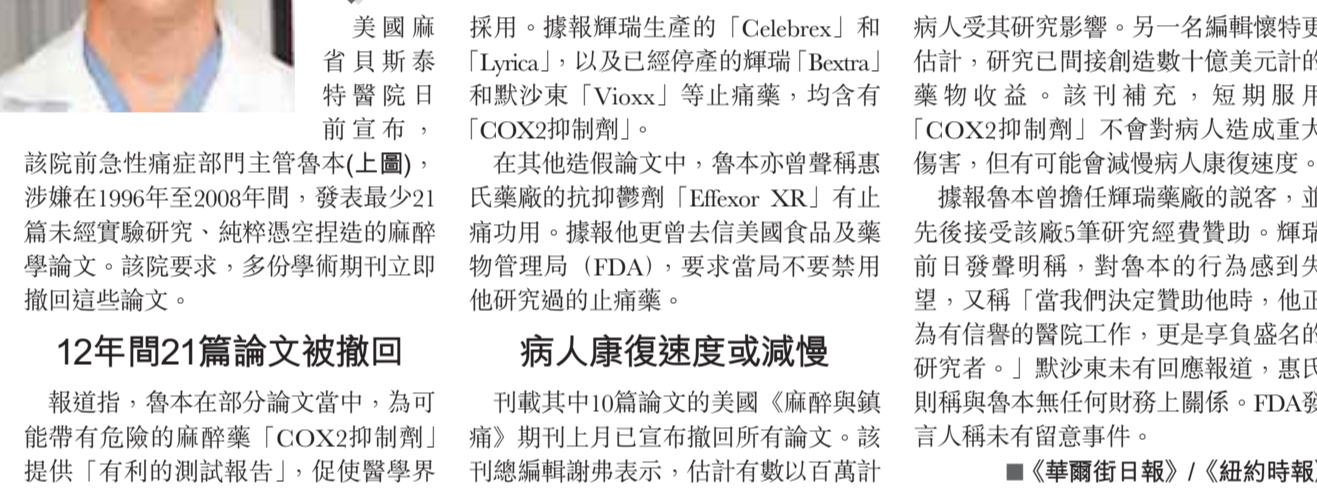 美國麻
省貝斯泰
特醫院日
前宣布，
該院前急性痛症部門主管魯本(上圖)，
涉嫌在1996年至2008年間，發表最少21
篇未經實驗研究、純粹憑空捏造的麻醉
學論文。該院要求，多份學術期刊立即
撤回這些論文。
12年間21篇論文被撤回
報道指，魯本在部分論文當中，為可
能帶有危險的麻醉藥「COX2抑制劑」
提供「有利的測試報告」，促使醫學界
採用。據報輝瑞生產的「Celebrex」和
「Lyrica」，以及已經停產的輝瑞「Bextra」
和默沙東「Vioxx」等止痛藥，均含有
「COX2抑制劑」。
在其他造假論文中，魯本亦曾聲稱惠
氏藥廠的抗抑鬱劑「Effexor XR」有止
痛功用。據報他更曾去信美國食品及藥
物管理局（FDA），要求當局不要禁用
他研究過的止痛藥。
病人康復速度或減慢
刊載其中10篇論文的美國《麻醉與鎮
痛》期刊上月已宣布撤回所有論文。該
刊總編輯謝弗表示，估計有數以百萬計
病人受其研究影響。另一名編輯懷特更
估計，研究已間接創造數十億美元計的
藥物收益。該刊補充，短期服用
「COX2抑制劑」不會對病人造成重大
傷害，但有可能會減慢病人康復速度。
據報魯本曾擔任輝瑞藥廠的説客，並
先後接受該廠5筆研究經費贊助。輝瑞
前日發聲明稱，對魯本的行為感到失
望，又稱「當我們決定贊助他時，他正
為有信譽的醫院工作，更是享負盛名的
研究者。」默沙東未有回應報道，惠氏
則稱與魯本無任何財務上關係。FDA發
言人稱未有留意事件。
■《華爾街日報》/《紐約時報》